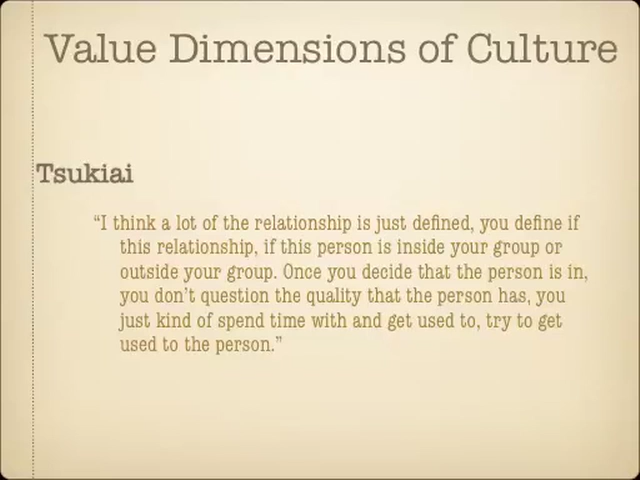 Value Dimensions of Culture
Tsukiai
“I think a lot of the relationship is just defined, you define if
this relationship, if this person is inside your group or
outside your group. Once you decide that the person is in,
you don’t question the quality that the person has, you
just kind of spend time with and get used to, try to get
used to the person.”